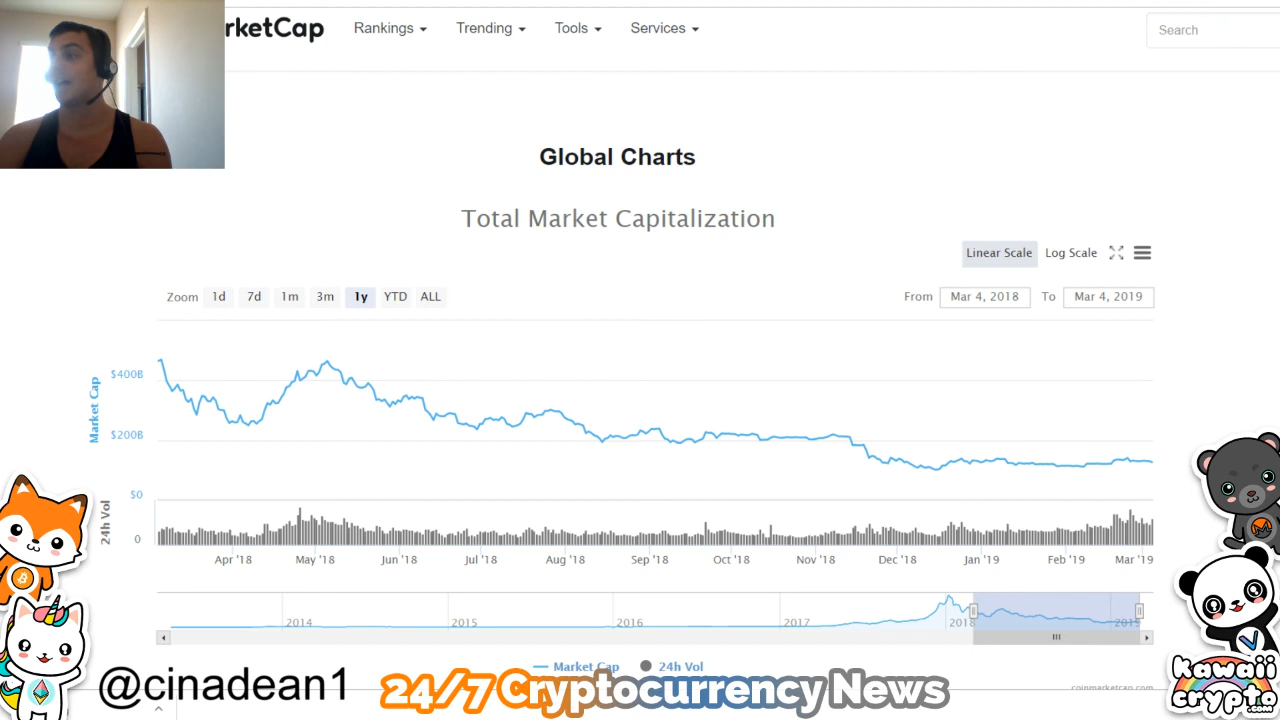 rketCap Rankings Trending Tools Services Search
Global Charts
Total Market Capitalization
Linear Scale Log Scale
Zoom 1d 7d 1m 3m 1y YTD ALL From Mar 4, 2018 To Mar 4, 2019
$400B
Market Cap
$200B
$0
24h Vol
0
Apr '18 May '18 Jun '18 Jul '18 Aug '18 Sep '18 Oct '18 Nov '18 Dec '18 Jan '19 Feb '19 Mar '19
2014 2015 2016 2017 2018 2019
Market Cap 24h Vol
coinmarketcap.com
@cinadean1 24/7 Cryptocurrency News
kawaii
crypto
.com